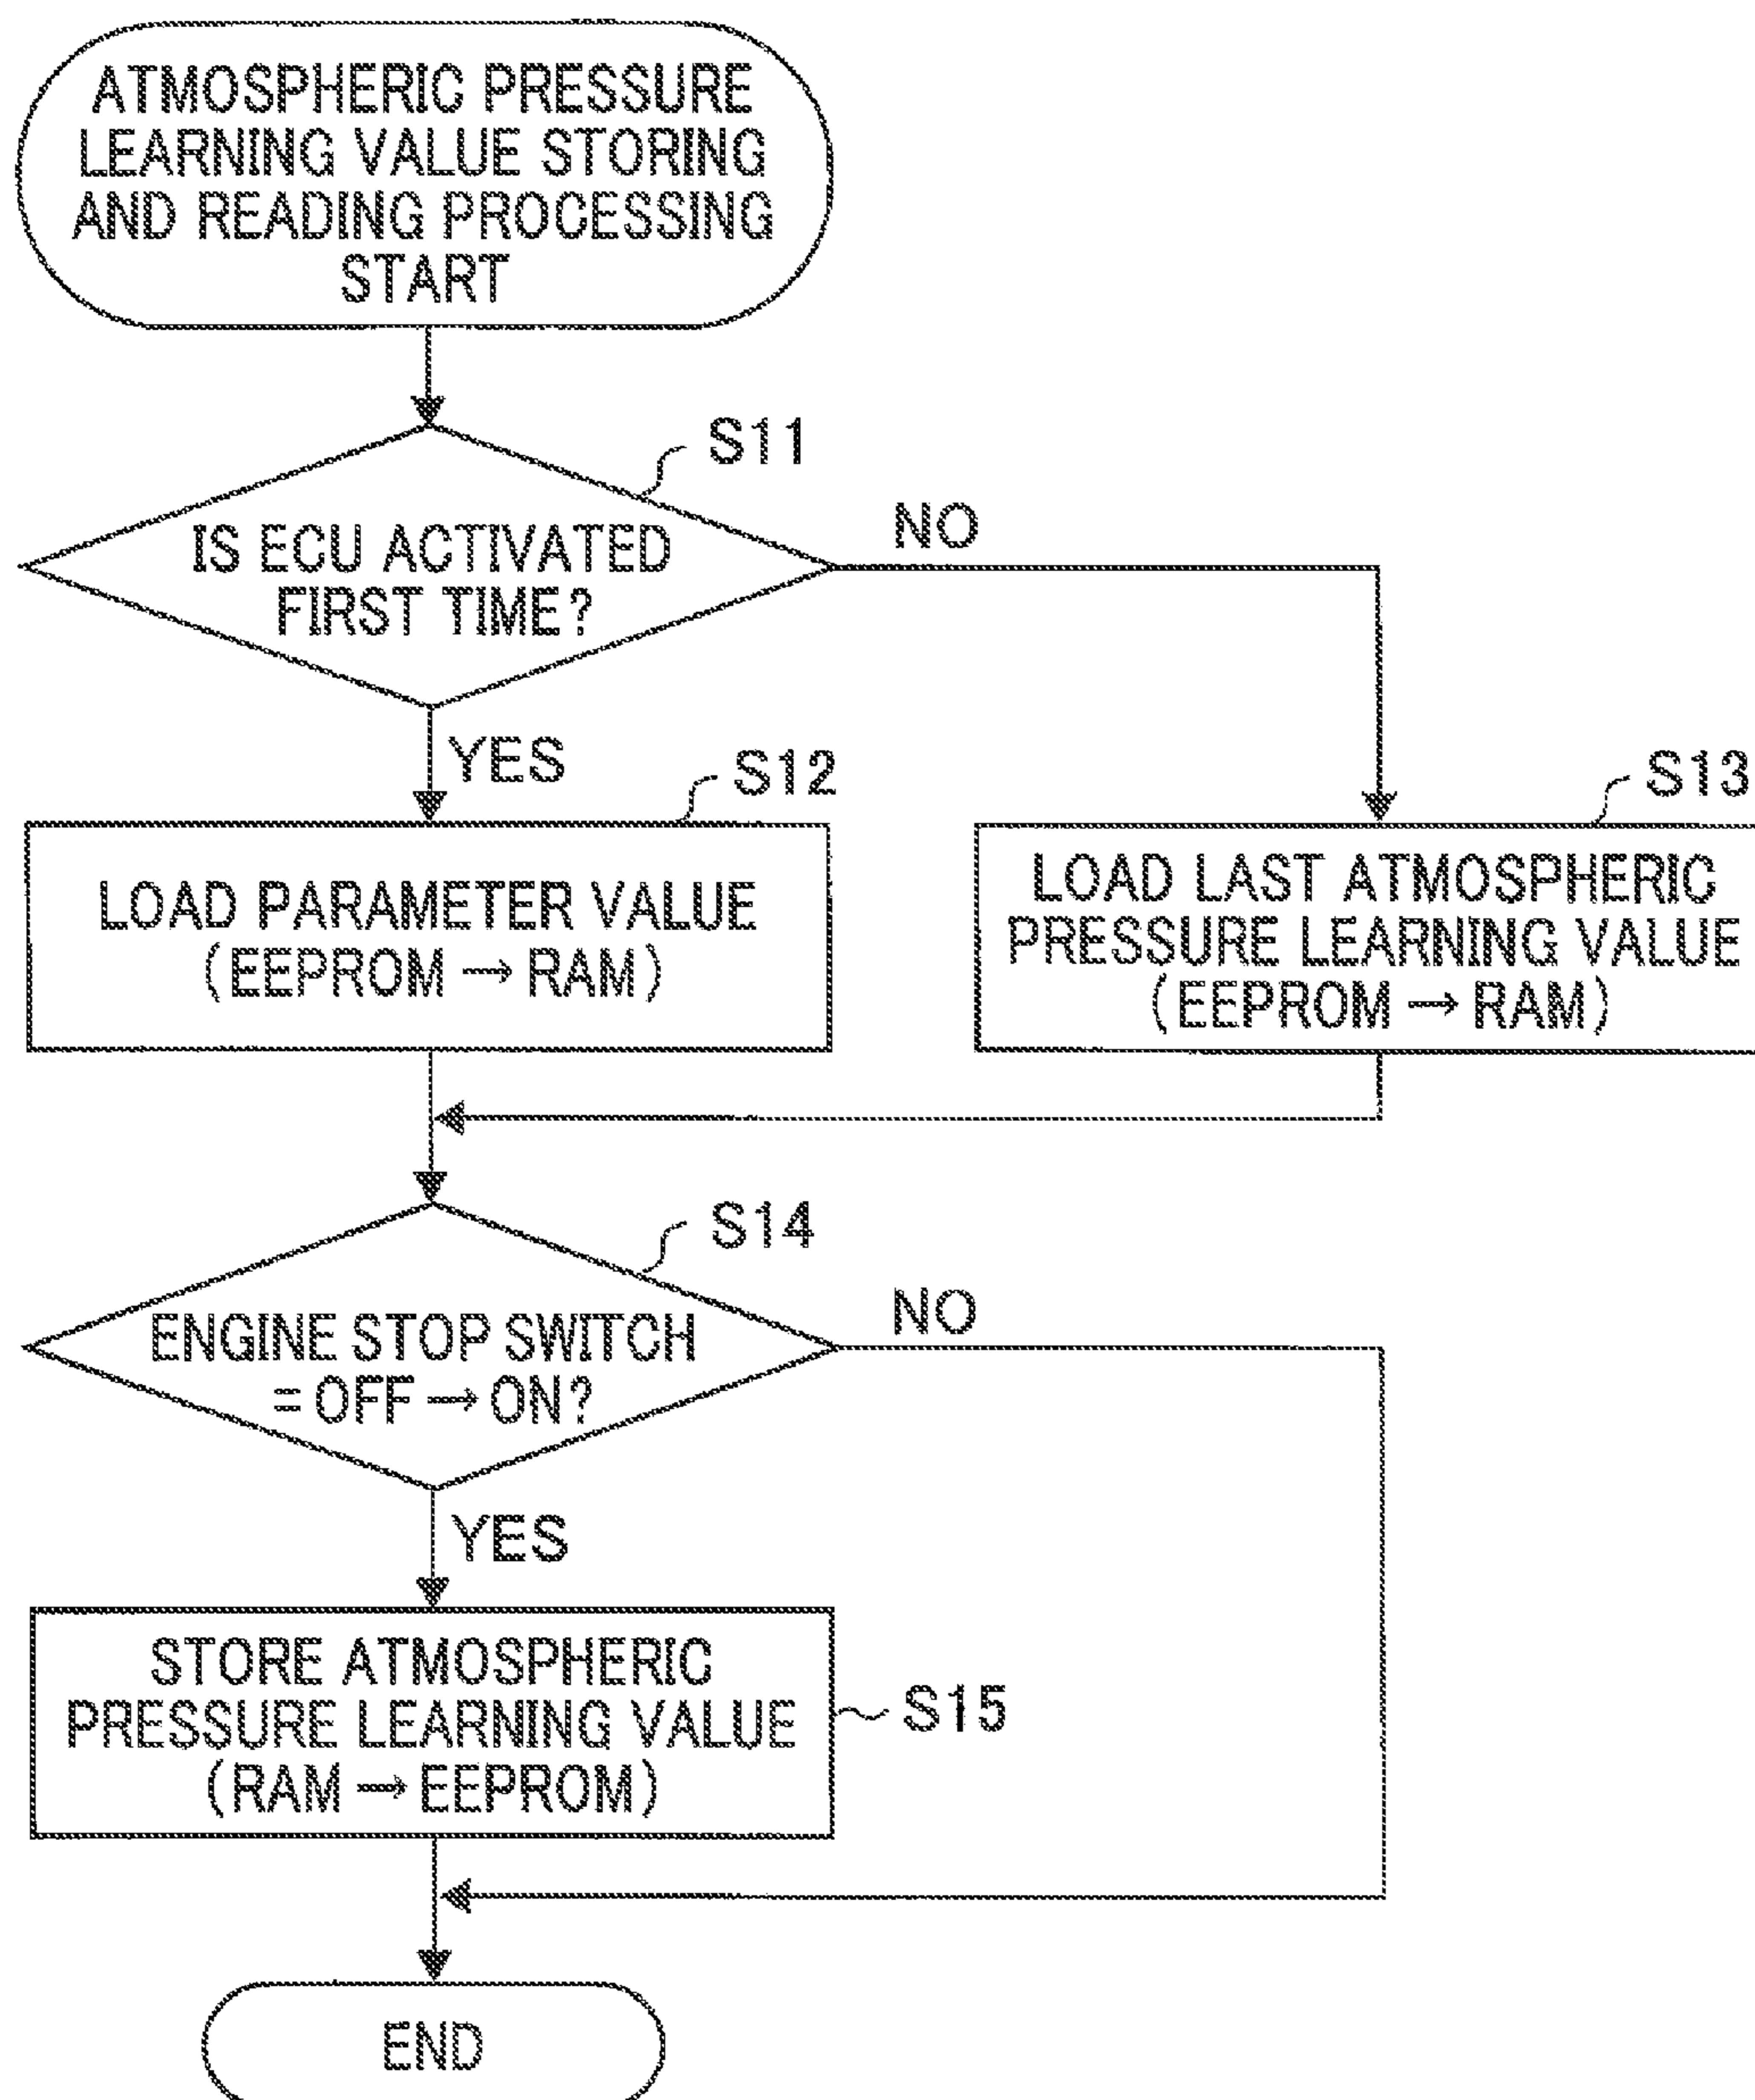 ATMOSPHERIC PRESSURE
LEARNING VALUE STORING
AND READING PROCESSING
START
S11
IS ECU ACTIVATED
FIRST TIME?
NO
YES
S12
S13
LOAD PARAMETER VALUE
(EEPROM → RAM)
LOAD LAST ATMOSPHERIC
PRESSURE LEARNING VALUE
(EEPROM → RAM)
S14
ENGINE STOP SWITCH
= OFF → ON?
NO
YES
STORE ATMOSPHERIC
PRESSURE LEARNING VALUE
(RAM → EEPROM)
S15
END